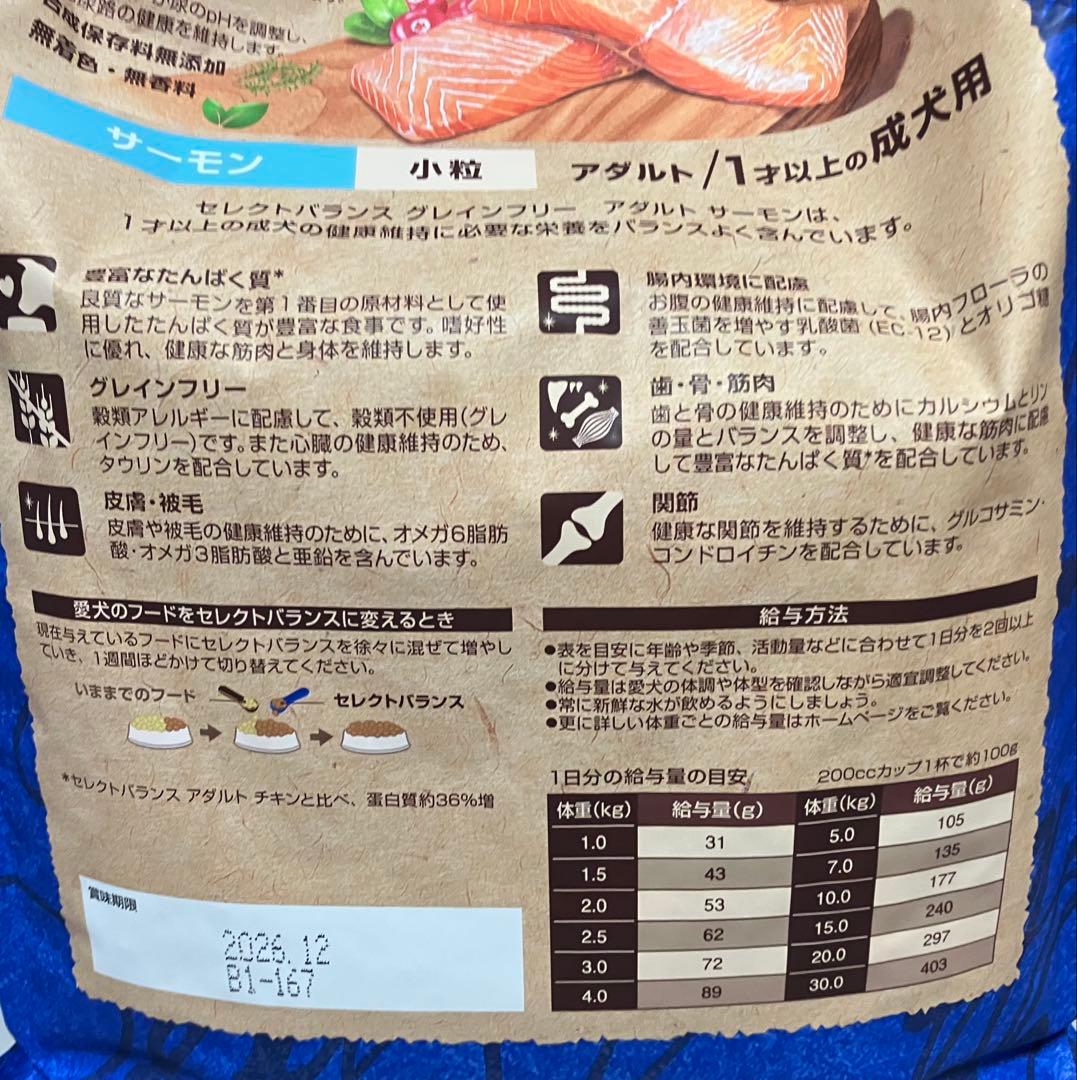 尿のpHを調整し、
尿路の健康を維持します。
合成保存料無添加
無着色・無香料
サーモン
小粒
アダルト/1才以上の成犬用
セレクトバランス グレインフリー アダルト サーモンは、
1才以上の成犬の健康維持に必要な栄養をバランスよく含んでいます。
豊富なたんぱく質*
良質なサーモンを第1番目の原材料として使
用したたんぱく質が豊富な食事です。嗜好性
に優れ、健康な筋肉と身体を維持します。
グレインフリー
穀類アレルギーに配慮して、穀類不使用(グレ
インフリー)です。また心臓の健康維持のため、
タウリンを配合しています。
皮膚・被毛
皮膚や被毛の健康維持のために、オメガ6脂肪
酸・オメガ3脂肪酸と亜鉛を含んでいます。
腸内環境に配慮
お腹の健康維持に配慮して、腸内フローラの
善玉菌を増やす乳酸菌(EC-12)とオリゴ糖
を配合しています。
歯・骨・筋肉
歯と骨の健康維持のためにカルシウムとリン
の量とバランスを調整し、健康な筋肉に配慮
して豊富なたんぱく質*を配合しています。
関節
健康な関節を維持するために、グルコサミン・
コンドロイチンを配合しています。
愛犬のフードをセレクトバランスに変えるとき
現在与えているフードにセレクトバランスを徐々に混ぜて増やし
ていき、1週間ほどかけて切り替えてください。
いままでのフード
セレクトバランス
*セレクトバランス アダルト チキンと比べ、蛋白質約36%増
給与方法
●表を目安に年齢や季節、活動量などに合わせて1日分を2回以上
に分けて与えてください。
●給与量は愛犬の体調や体型を確認しながら適宜調整してください。
●常に新鮮な水が飲めるようにしましょう。
●更に詳しい体重ごとの給与量はホームページをご覧ください。
1日分の給与量の目安 200ccカップ1杯で約100g
体重(kg) 給与量(g) 体重(kg) 給与量(g)
1.0 31 5.0 105
1.5 43 7.0 135
2.0 53 10.0 177
2.5 62 15.0 240
3.0 72 20.0 297
4.0 89 30.0 403
賞味期限
2026.12
B1-167